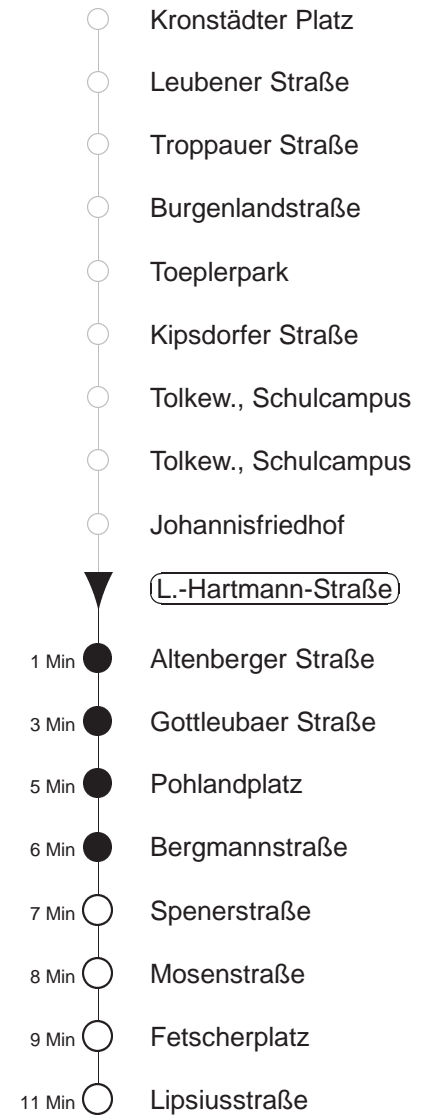 Kronstädter Platz
Leubener Straße
Troppauer Straße
Burgenlandstraße
Toeplerpark
Kipsdorfer Straße
Tolkew., Schulcampus
Tolkew., Schulcampus
Johannisfriedhof
L.-Hartmann-Straße
1 Min Altenberger Straße
3 Min Gottleubaer Straße
5 Min Pohlandplatz
6 Min Bergmannstraße
7 Min Spenerstraße
8 Min Mosenstraße
9 Min Fetscherplatz
11 Min Lipsiusstraße